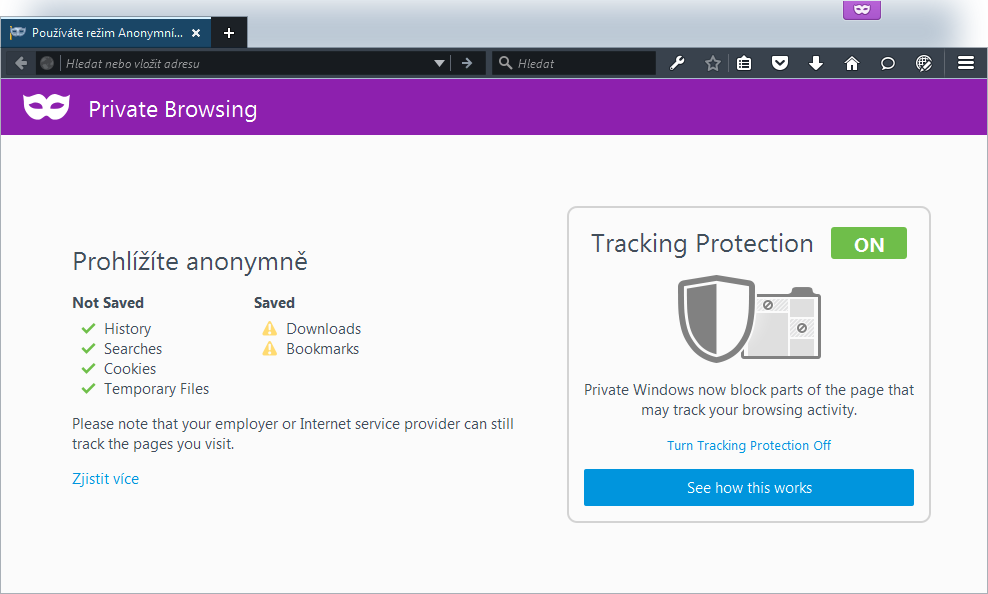 Používáte režim Anonymní...
Hledat nebo vložit adresu
Hledat
Private Browsing
Prohlížíte anonymně
Not Saved
Saved
History
Searches
Cookies
Temporary Files
Downloads
Bookmarks
Please note that your employer or Internet service provider can still
track the pages you visit.
Zjistit více
Tracking Protection
ON
Private Windows now block parts of the page that
may track your browsing activity.
Turn Tracking Protection Off
See how this works